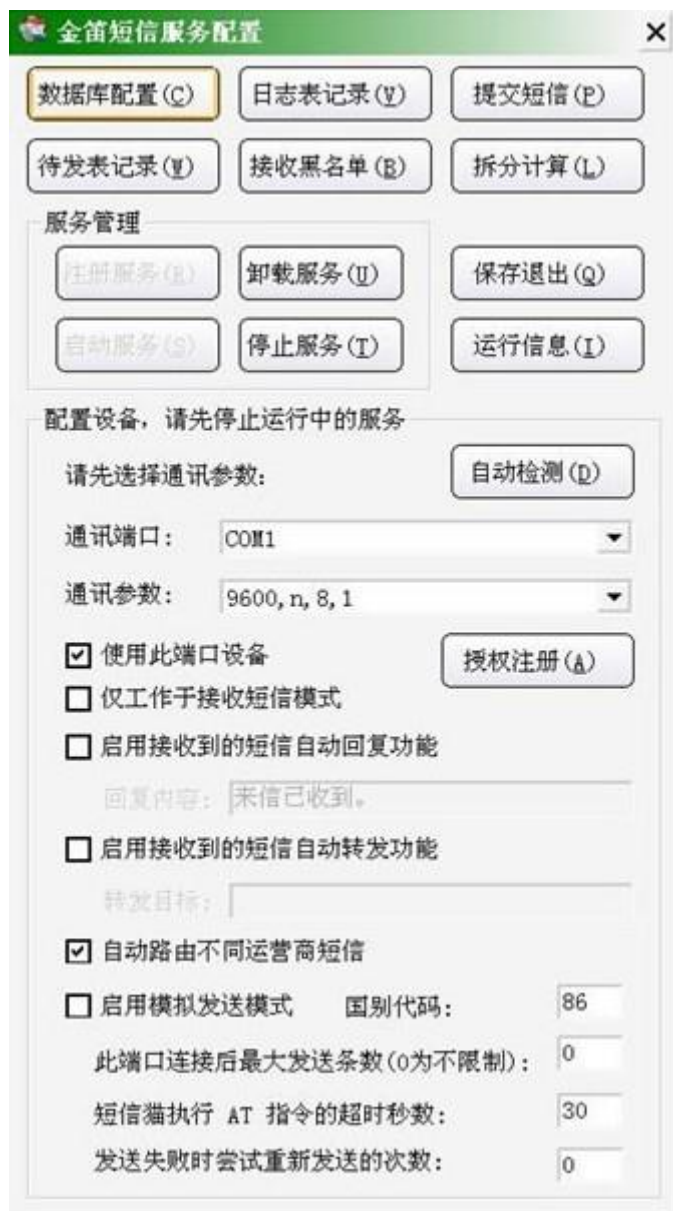 金笛短信服务配置
数据库配置(C) 日志表记录(V) 提交短信(P)
待发表记录(W) 接收黑名单(B) 拆分计算(L)
服务管理
注册服务(R) 卸载服务(U) 保存退出(Q)
启动服务(S) 停止服务(T) 运行信息(I)
配置设备，请先停止运行中的服务
请先选择通讯参数: 自动检测(D)
通讯端口: COM1
通讯参数: 9600,n,8,1
使用此端口设备 授权注册(A)
仅工作于接收短信模式
启用接收到的短信自动回复功能
回复内容: 来信已收到。
启用接收到的短信自动转发功能
转发目标:
自动路由不同运营商短信
启用模拟发送模式 国别代码: 86
此端口连接后最大发送条数(0为不限制): 0
短信猫执行 AT 指令的超时秒数: 30
发送失败时尝试重新发送的次数: 0